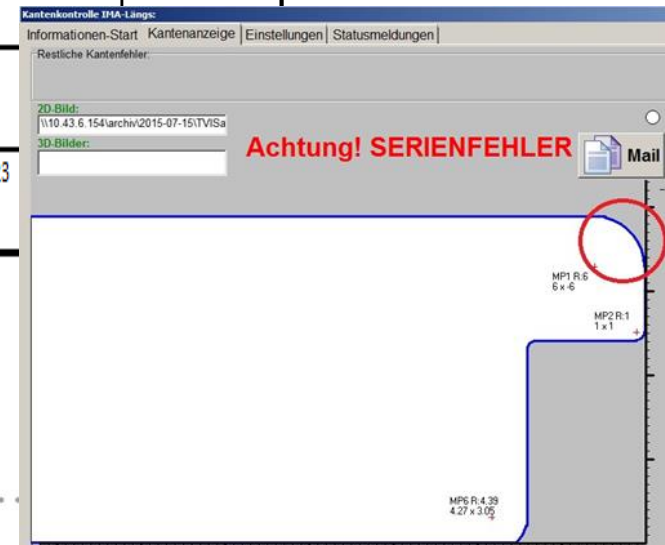 Kantenkontrolle IMA-Längs:
Informationen-Start Kantenanzeige Einstellungen Statusmeldungen
Restliche Kantenfehler:
2D-Bild:
\\10.43.6.154\archiv\2015-07-15\TVISa
3D-Bilder:
Achtung! SERIENFEHLER
Mail
MP1 R:6
6 x -6
MP2 R:1
1 x 1
MP6 R:4.39
4.27 x 3.05